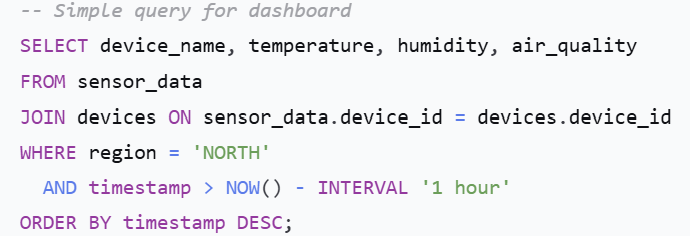 -- Simple query for dashboard
SELECT device_name, temperature, humidity, air_quality
FROM sensor_data
JOIN devices ON sensor_data.device_id = devices.device_id
WHERE region = 'NORTH'
  AND timestamp > NOW() - INTERVAL '1 hour'
ORDER BY timestamp DESC;